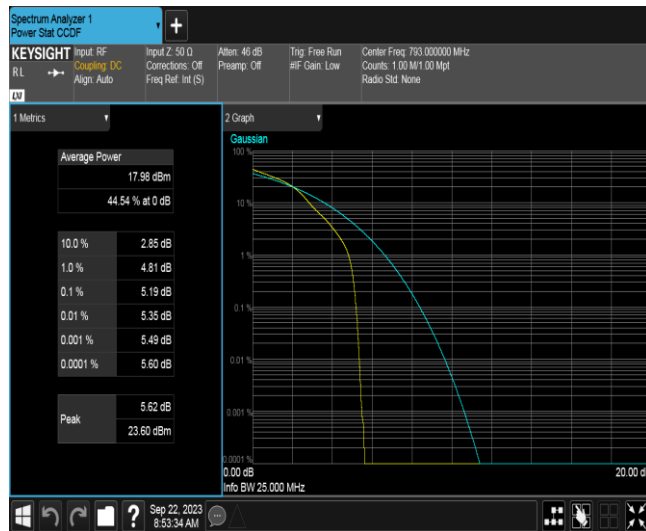 Spectrum Analyzer 1
Power Stat CCDF
+
KEYSIGHT
RL
LXI
Input: RF
Coupling: DC
Align: Auto
Input Z: 50 Ω
Corrections: Off
Freq Ref: Int (S)
Atten: 46 dB
Preamp: Off
Trig: Free Run
#IF Gain: Low
Center Freq: 793.000000 MHz
Counts: 1.00 M/1.00 Mpt
Radio Std: None
1 Metrics
Average Power
17.98 dBm
44.54 % at 0 dB
10.0 % 2.85 dB
1.0 % 4.81 dB
0.1 % 5.19 dB
0.01 % 5.35 dB
0.001 % 5.49 dB
0.0001 % 5.60 dB
Peak
5.62 dB
23.60 dBm
2 Graph
Gaussian
100 %
10 %
1 %
0.1 %
0.01 %
0.001 %
0.0001 %
0.00 dB
20.00 d
Info BW 25.000 MHz
?
Sep 22, 2023
8:53:34 AM